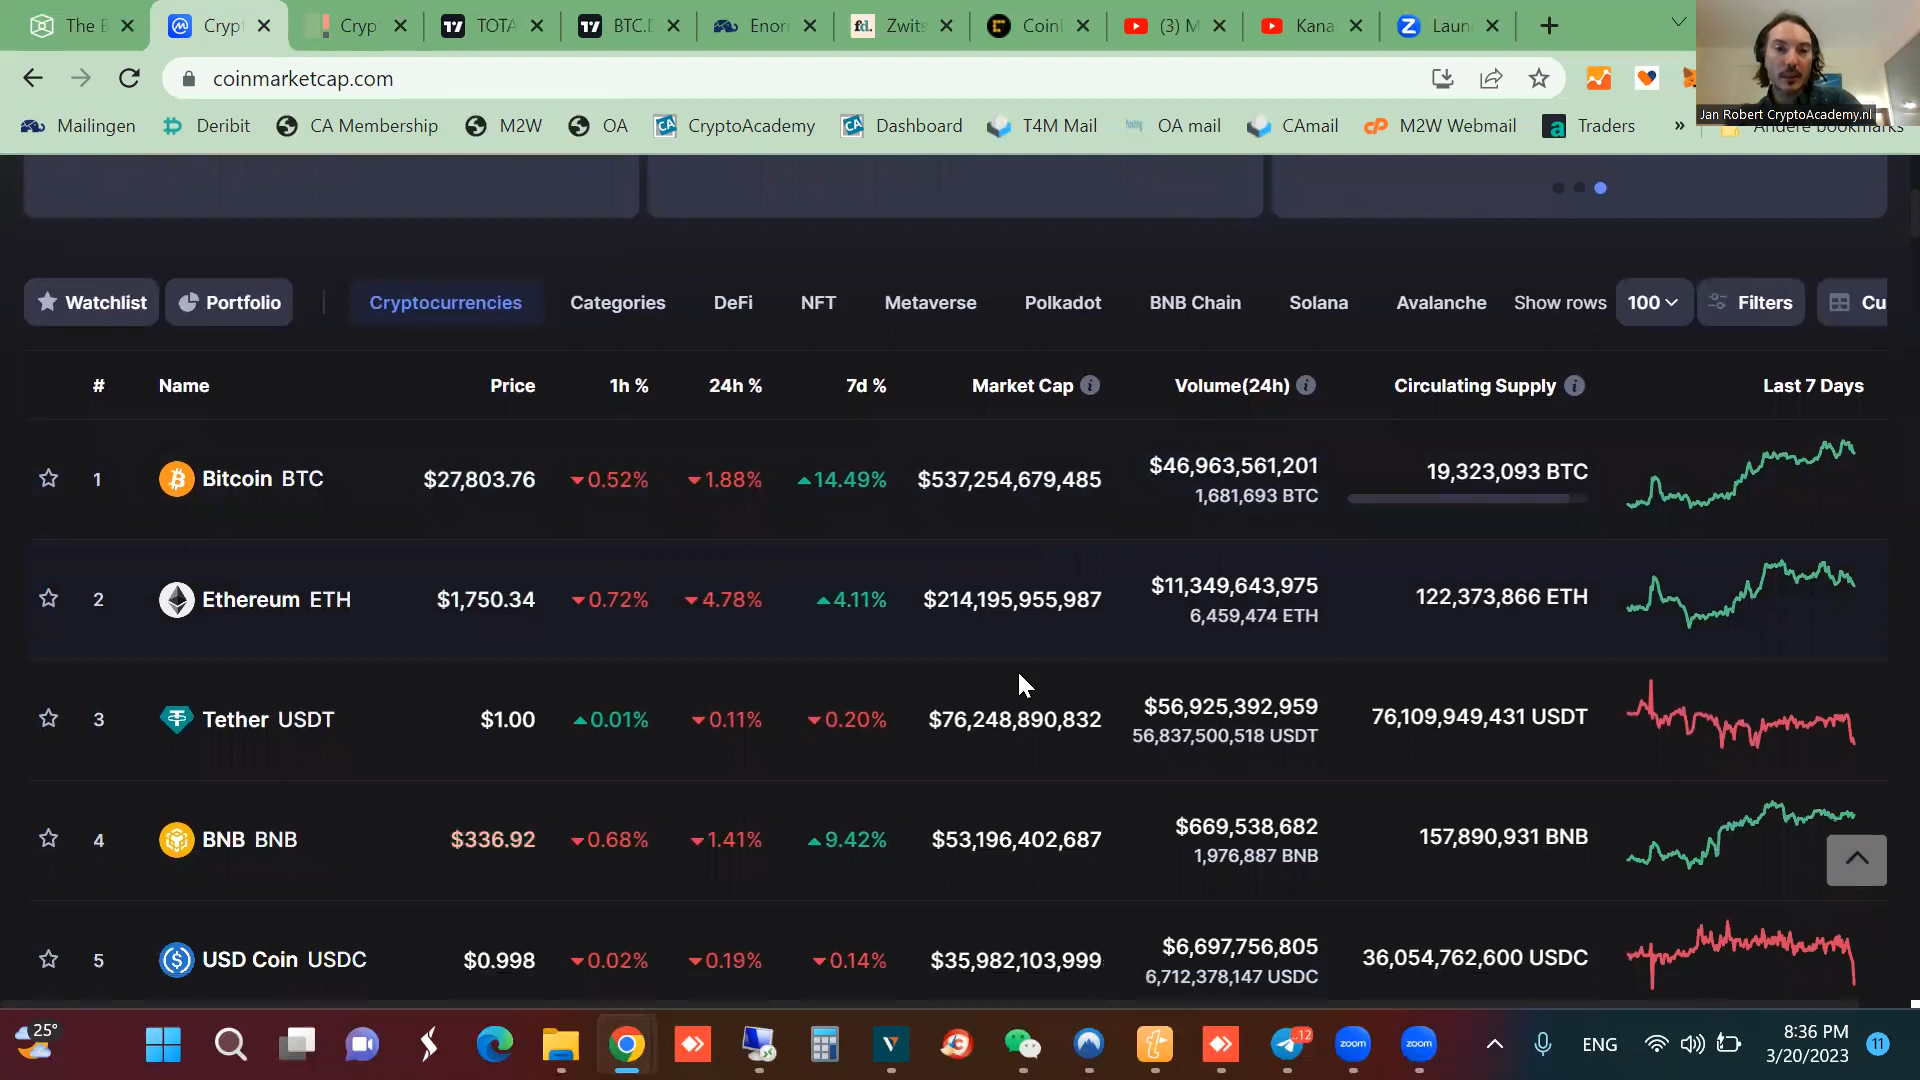 The B
Cryp
Cryp
TOTA
BTC.D
Enor
fd.
Zwits
Coin
(3) M
Kana
Laun
coinmarketcap.com
Mailingen
Deribit
CA Membership
M2W
OA
CryptoAcademy
Dashboard
T4M Mail
OA mail
CAmail
M2W Webmail
Traders
»
Andere bookmarks
Jan Robert CryptoAcademy.nl
Watchlist
Portfolio
Cryptocurrencies
Categories
DeFi
NFT
Metaverse
Polkadot
BNB Chain
Solana
Avalanche
Show rows
100
Filters
Cu
# Name Price 1h % 24h % 7d % Market Cap Volume(24h) Circulating Supply Last 7 Days
1 Bitcoin BTC $27,803.76 0.52% 1.88% 14.49% $537,254,679,485 $46,963,561,201 19,323,093 BTC
1,681,693 BTC
2 Ethereum ETH $1,750.34 0.72% 4.78% 4.11% $214,195,955,987 $11,349,643,975 122,373,866 ETH
6,459,474 ETH
3 Tether USDT $1.00 0.01% 0.11% 0.20% $76,248,890,832 $56,925,392,959 76,109,949,431 USDT
56,837,500,518 USDT
4 BNB BNB $336.92 0.68% 1.41% 9.42% $53,196,402,687 $669,538,682 157,890,931 BNB
1,976,887 BNB
5 USD Coin USDC $0.998 0.02% 0.19% 0.14% $35,982,103,999 $6,697,756,805 36,054,762,600 USDC
6,712,378,147 USDC
25°
zoom
zoom
12
ENG
8:36 PM
3/20/2023
11